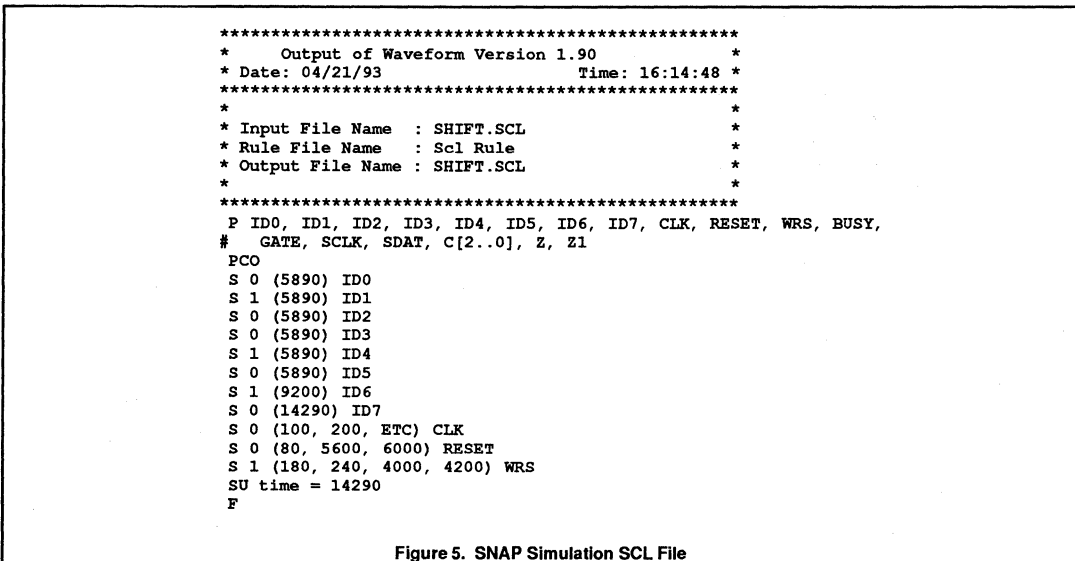 **************************************************
*     Output of Waveform Version 1.90             *
* Date: 04/21/93                  Time: 16:14:48 *
**************************************************
*                                                *
* Input File Name  : SHIFT.SCL                   *
* Rule File Name   : Scl Rule                    *
* Output File Name : SHIFT.SCL                   *
*                                                *
**************************************************
P ID0, ID1, ID2, ID3, ID4, ID5, ID6, ID7, CLK, RESET, WRS, BUSY,
#   GATE, SCLK, SDAT, C[2..0], Z, Z1
PCO
S 0 (5890) ID0
S 1 (5890) ID1
S 0 (5890) ID2
S 0 (5890) ID3
S 1 (5890) ID4
S 0 (5890) ID5
S 1 (9200) ID6
S 0 (14290) ID7
S 0 (100, 200, ETC) CLK
S 0 (80, 5600, 6000) RESET
S 1 (180, 240, 4000, 4200) WRS
SU time = 14290
F
Figure 5. SNAP Simulation SCL File